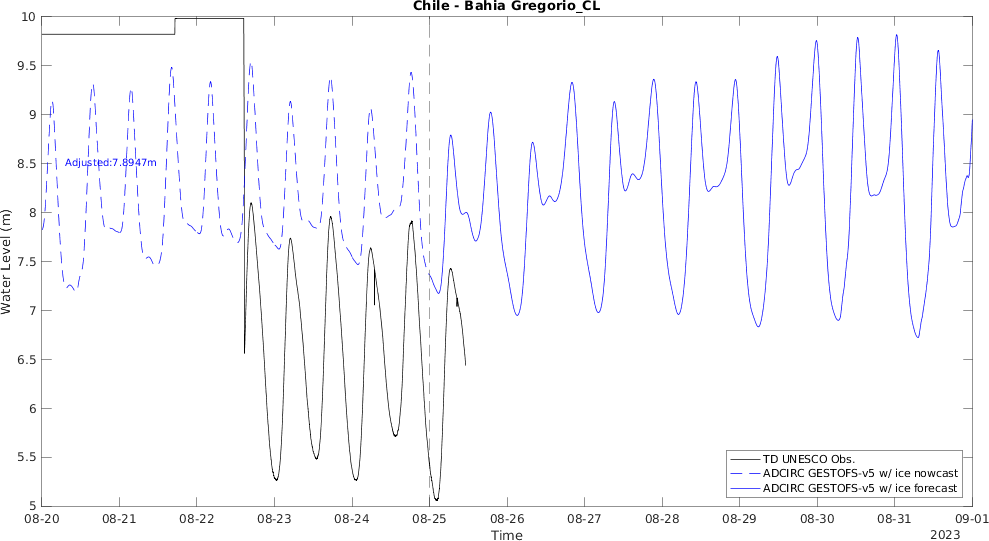 Chile - Bahia Gregorio_CL
Water Level (m)
10
9.5
9
8.5
8
7.5
7
6.5
6
5.5
5
Adjusted:7.8947m
TD UNESCO Obs.
ADCIRC GESTOFS-v5 w/ ice nowcast
ADCIRC GESTOFS-v5 w/ ice forecast
08-20 08-21 08-22 08-23 08-24 08-25 08-26 08-27 08-28 08-29 08-30 08-31 09-01
Time
2023